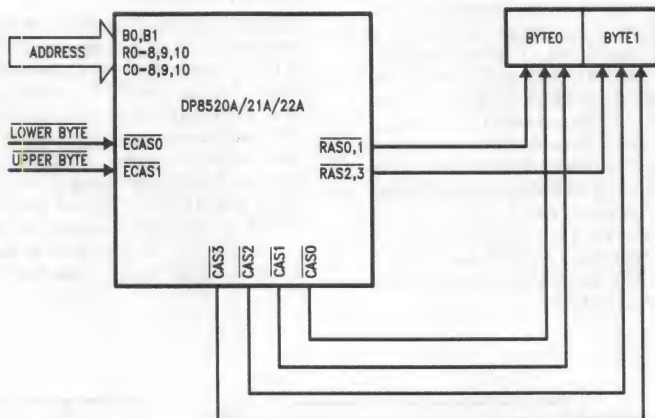 BYTE0 BYTE1
ADDRESS
B0,B1
R0-8,9,10
C0-8,9,10
DP8520A/21A/22A
LOWER BYTE
ECAS0
UPPER BYTE
ECAS1
RAS0,1
RAS2,3
CAS3
CAS2
CAS1
CAS0